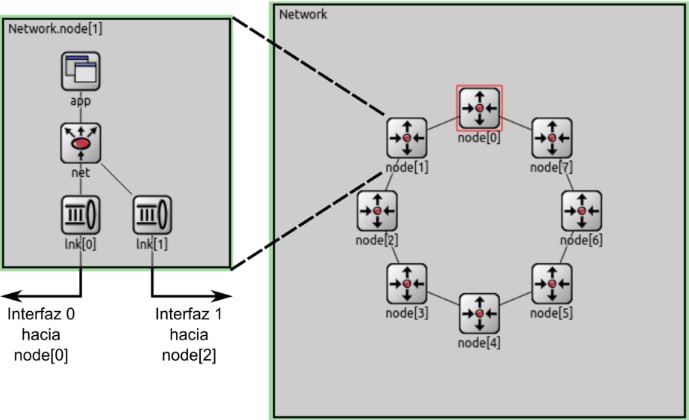 Network.node[1]
app
net
lnk[0]
lnk[1]
Interfaz 0
hacia
node[0]
Interfaz 1
hacia
node[2]
Network
node[0]
node[1]
node[7]
node[2]
node[6]
node[3]
node[5]
node[4]